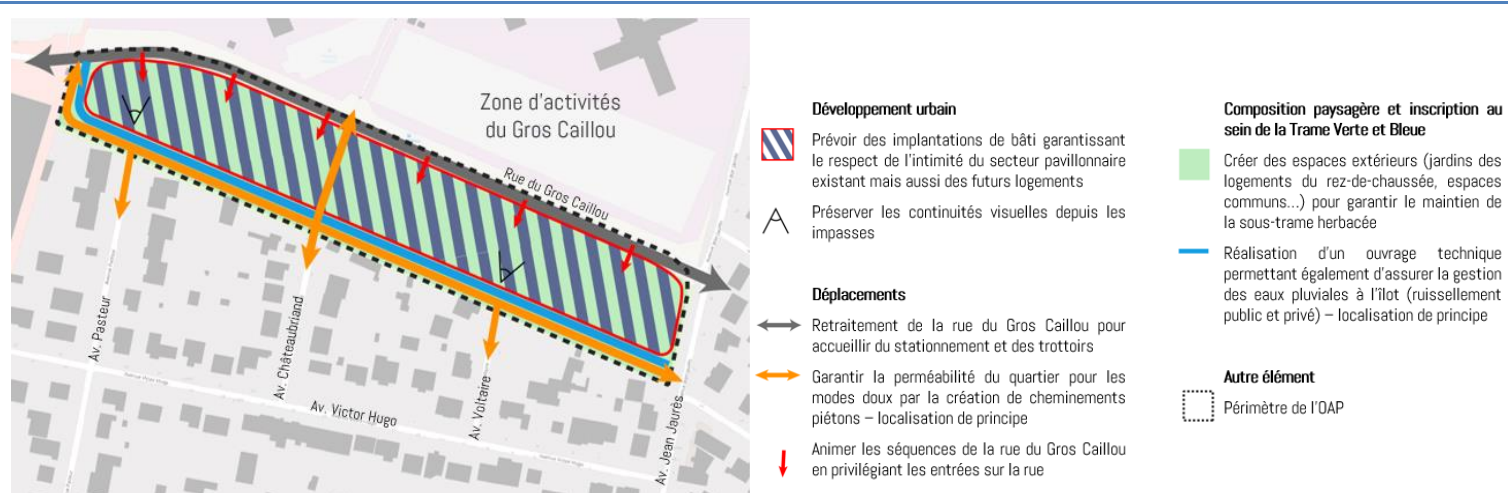 Zone d'activités
du Gros Caillou
Rue du Gros Caillou
Av. Pasteur
Av. Châteaubriand
Av. Voltaire
Av. Victor Hugo
Av. Jean Jaurès
Développement urbain
Prévoir des implantations de bâti garantissant
le respect de l'intimité du secteur pavillonnaire
existant mais aussi des futurs logements
Préserver les continuités visuelles depuis les
impasses
Déplacements
Retraitement de la rue du Gros Caillou pour
accueillir du stationnement et des trottoirs
Garantir la perméabilité du quartier pour les
modes doux par la création de cheminements
piétons – localisation de principe
Animer les séquences de la rue du Gros Caillou
en privilégiant les entrées sur la rue
Composition paysagère et inscription au
sein de la Trame Verte et Bleue
Créer des espaces extérieurs (jardins des
logements du rez-de-chaussée, espaces
communs...) pour garantir le maintien de
la sous-trame herbacée
Réalisation d'un ouvrage technique
permettant également d'assurer la gestion
des eaux pluviales à l'îlot (ruissellement
public et privé) – localisation de principe
Autre élément
Périmètre de l'OAP